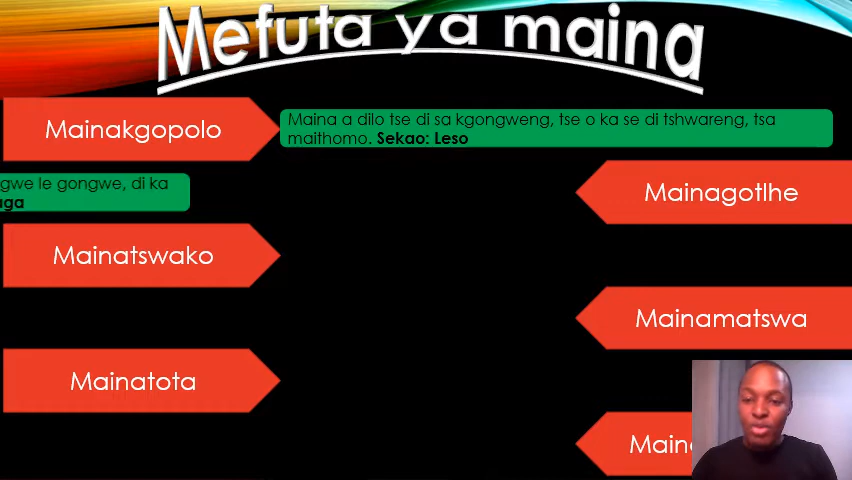 Mefuta ya maina
Mainakgopolo
Maina a dilo tse di sa kgongweng, tse o ka se di tshwareng, tsa
maithomo. Sekao: Leso
gwe le gongwe, di ka
Mainagotlhe
Mainatswako
Mainamatswa
Mainatota